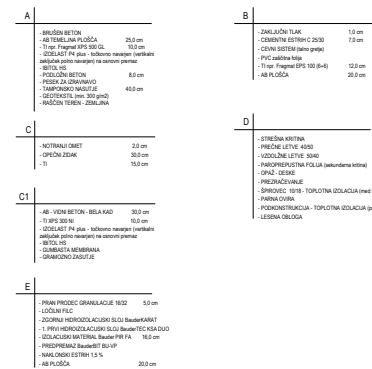 A
- BRUŠEN BETON
- AB TEMELJNA PLOŠČA 25,0 cm
- TI npr. Fragmat XPS 500 GL 10,0 cm
- IZOELAST P4 plus - točkovno navarjen (vertikalni
zaključek polno navarjen) na osnovni premaz
- IBITOL HS
- PODLOŽNI BETON 8,0 cm
- PESEK ZA IZRAVNAVO
- TAMPONSKO NASUTJE 40,0 cm
- GEOTEKSTIL (min. 300 g/m2)
- RAŠČEN TEREN - ZEMLJINA
B
- ZAKLJUČNI TLAK 1,0 cm
- CEMENTNI ESTRIH C 25/30 7,0 cm
- CEVNI SISTEM (talno gretje)
- PVC zaščitna folija
- TI npr. Fragmat EPS 100 (6+6) 12,0 cm
- AB PLOŠČA 20,0 cm
C
- NOTRANJI OMET 2,0 cm
- OPEČNI ZIDAK 30,0 cm
- TI 15,0 cm
D
- STREŠNA KRITINA
- PREČNE LETVE 40/50
- VZDOLŽNE LETVE 50/40
- PAROPREPUSTNA FOLIJA (sekundarna kritina)
- OPAŽ - DESKE
- PREZRAČEVANJE
- ŠPIROVEC 10/18 - TOPLOTNA IZOLACIJA (med
- PARNA OVIRA
- PODKONSTRUKCIJA - TOPLOTNA IZOLACIJA (p
- LESENA OBLOGA
C1
- AB - VIDNI BETON - BELA KAD 30,0 cm
- TI XPS 300 NI 10,0 cm
- IZOELAST P4 plus - točkovno navarjen (vertikalni
zaključek polno navarjen) na osnovni premaz
- IBITOL HS
- GUMBASTA MEMBRANA
- GRAMOZNO ZASUTJE
E
- PRAN PRODEC GRANULACIJE 16/32 5,0 cm
- LOČILNI FILC
- ZGORNJI HIDROIZOLACIJSKI SLOJ BauderKARAT
- 1. PRVI HIDROIZOLACIJSKI SLOJ BauderTEC KSA DUO
- IZOLACIJSKI MATERIAL Bauder PIR FA 16,0 cm
- PREDPREMAZ BauderBIT BU-VP
- NAKLONSKI ESTRIH 1,5 %
- AB PLOŠČA 20,0 cm